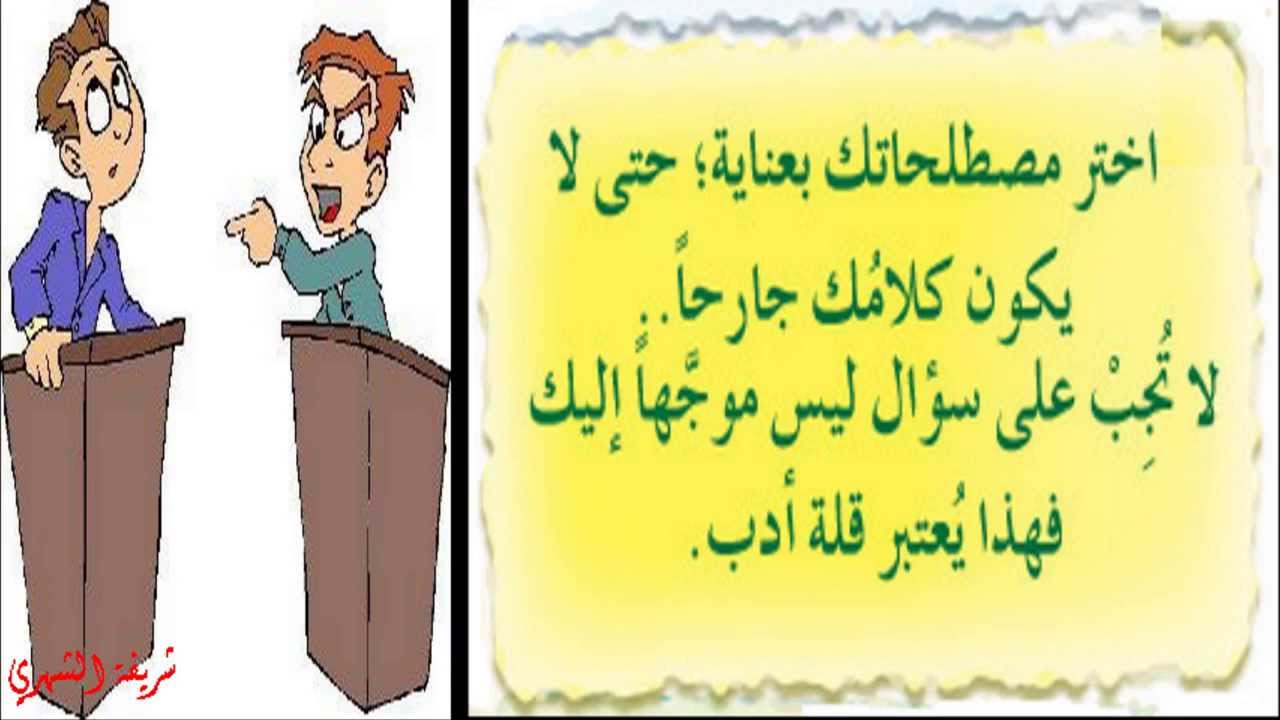 اختر مصطلحاتك بعناية؛ حتى لا
يكون كلامُك جارحاً..
لا تُجِبْ على سؤال ليس موجَّهاً إليك
فهذا يُعتبر قلة أدب.
شريفة الشهري